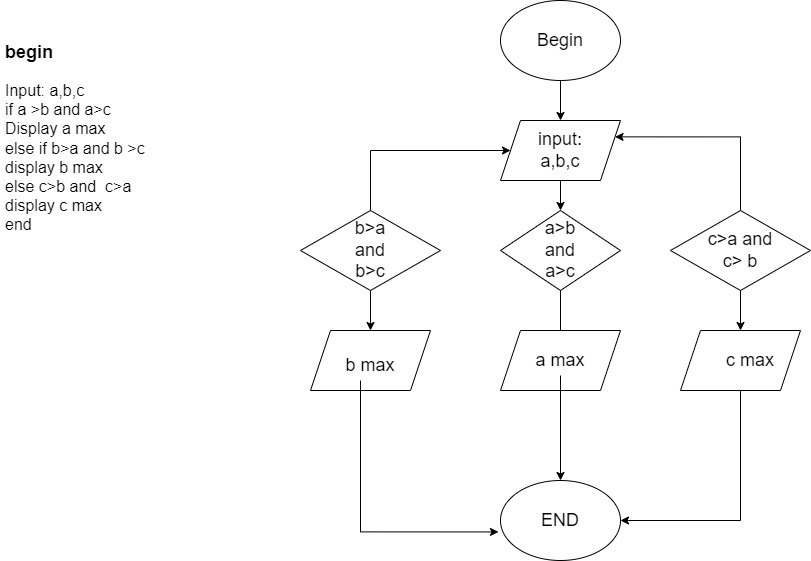 begin
Input: a,b,c
if a >b and a>c
Display a max
else if b>a and b >c
display b max
else c>b and  c>a
display c max
end
Begin
input:
a,b,c
b>a
and
b>c
a>b
and
a>c
c>a and
c> b
b max
a max
c max
END